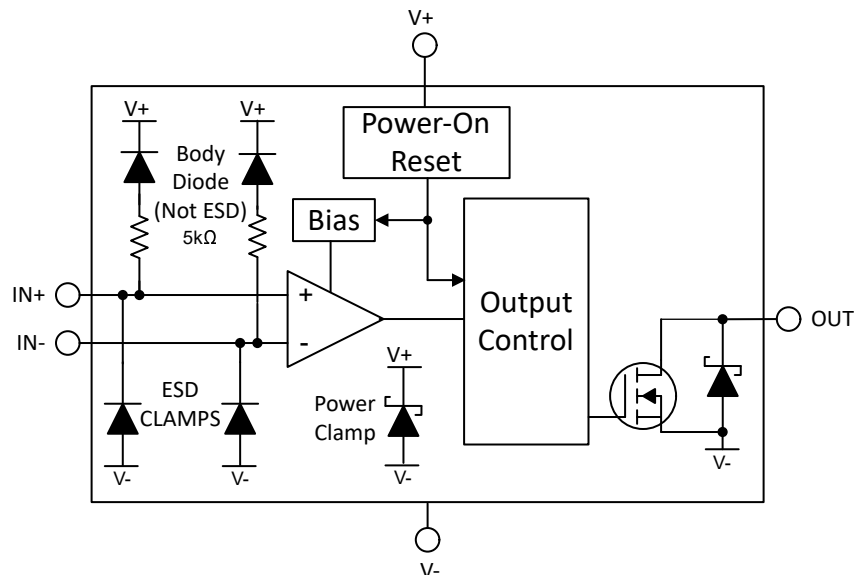 V+
V+
V+
Power-On
Reset
Body
Diode
(Not ESD)
5kΩ
Bias
IN+
IN-
+
-
Output
Control
OUT
ESD
CLAMPS
V+
Power
Clamp
V-
V-
V-
V-
V-